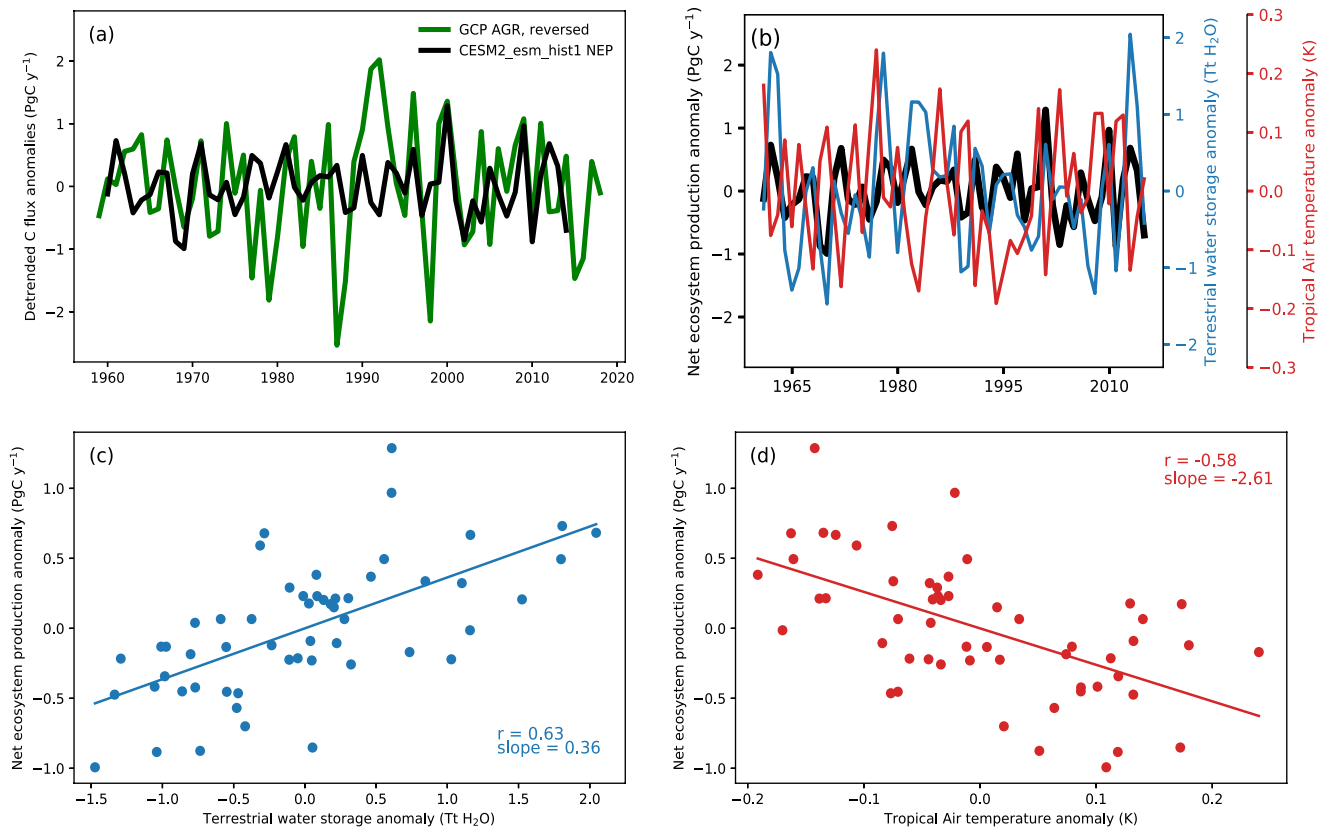 (a)
GCP AGR, reversed
CESM2_esm_hist1 NEP
Detrended C flux anomalies (PgC y⁻¹)
2
1
0
−1
−2
1960 1970 1980 1990 2000 2010 2020
(b)
Net ecosystem production anomaly (PgC y⁻¹)
2
1
0
−1
−2
1965 1980 1995 2010
2
1
0
−1
−2
Terrestrial water storage anomaly (Tt H₂O)
0.3
0.2
0.1
0.0
−0.1
−0.2
−0.3
Tropical Air temperature anomaly (K)
(c)
Net ecosystem production anomaly (PgC y⁻¹)
1.0
0.5
0.0
−0.5
−1.0
r = 0.63
slope = 0.36
−1.5 −1.0 −0.5 0.0 0.5 1.0 1.5 2.0
Terrestrial water storage anomaly (Tt H₂O)
(d)
r = -0.58
slope = -2.61
Net ecosystem production anomaly (PgC y⁻¹)
1.0
0.5
0.0
−0.5
−1.0
−0.2 −0.1 0.0 0.1 0.2
Tropical Air temperature anomaly (K)